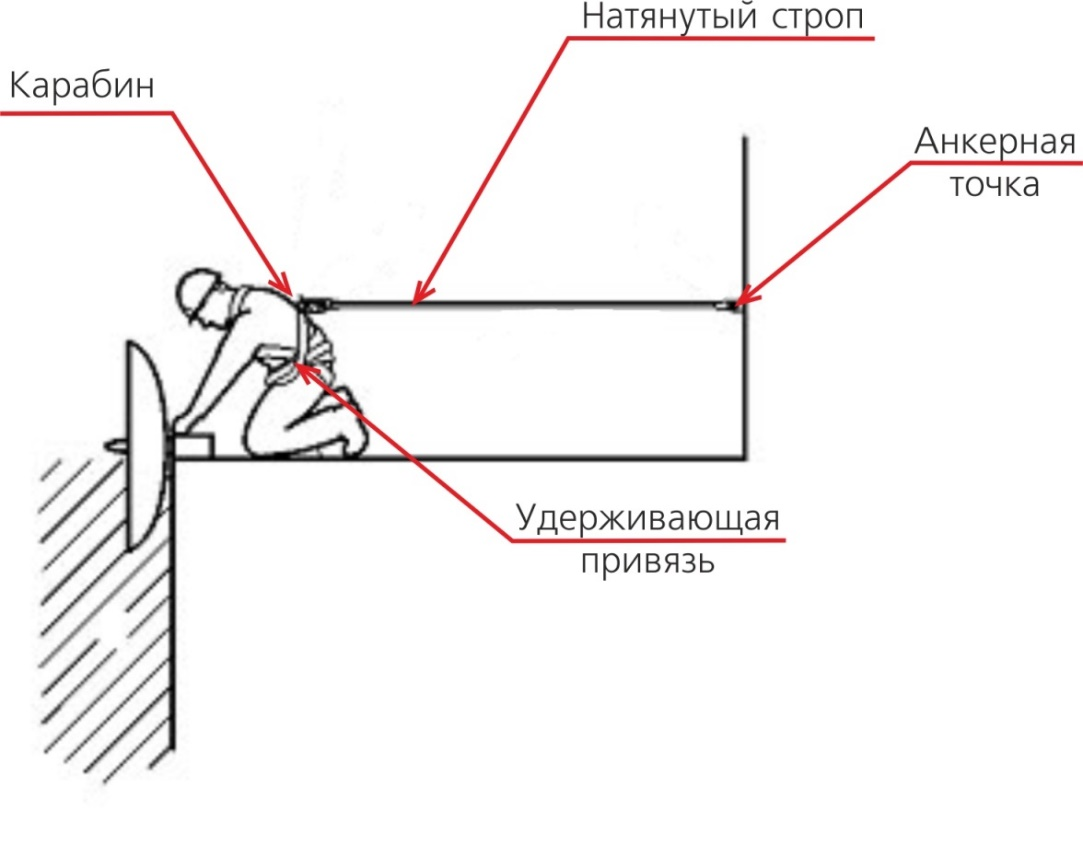 Натянутый строп
Карабин
Анкерная
точка
Удерживающая
привязь